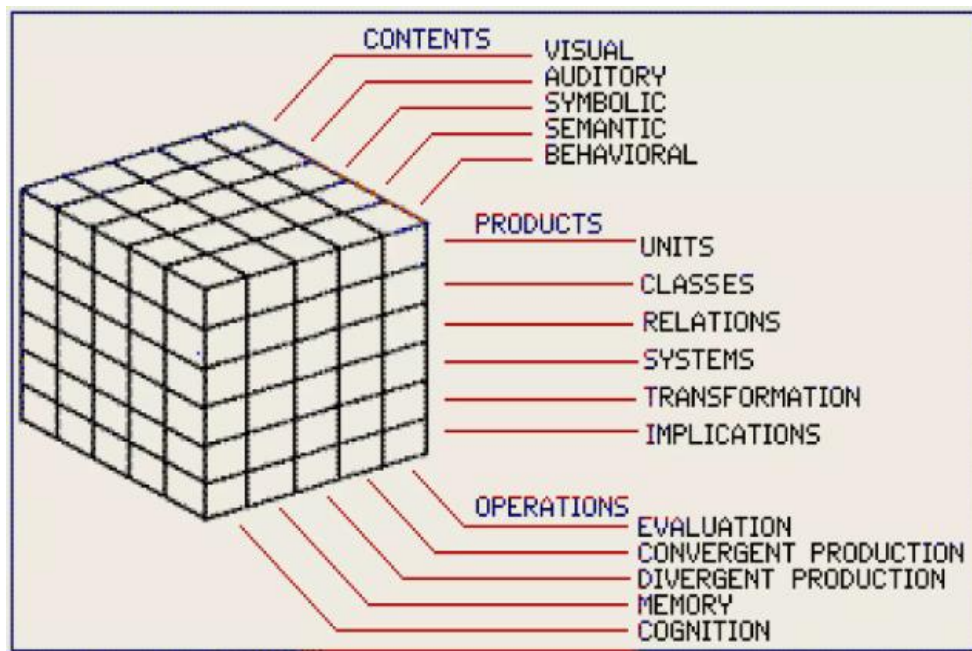 CONTENTS
VISUAL
AUDITORY
SYMBOLIC
SEMANTIC
BEHAVIORAL
PRODUCTS
UNITS
CLASSES
RELATIONS
SYSTEMS
TRANSFORMATION
IMPLICATIONS
OPERATIONS
EVALUATION
CONVERGENT PRODUCTION
DIVERGENT PRODUCTION
MEMORY
COGNITION